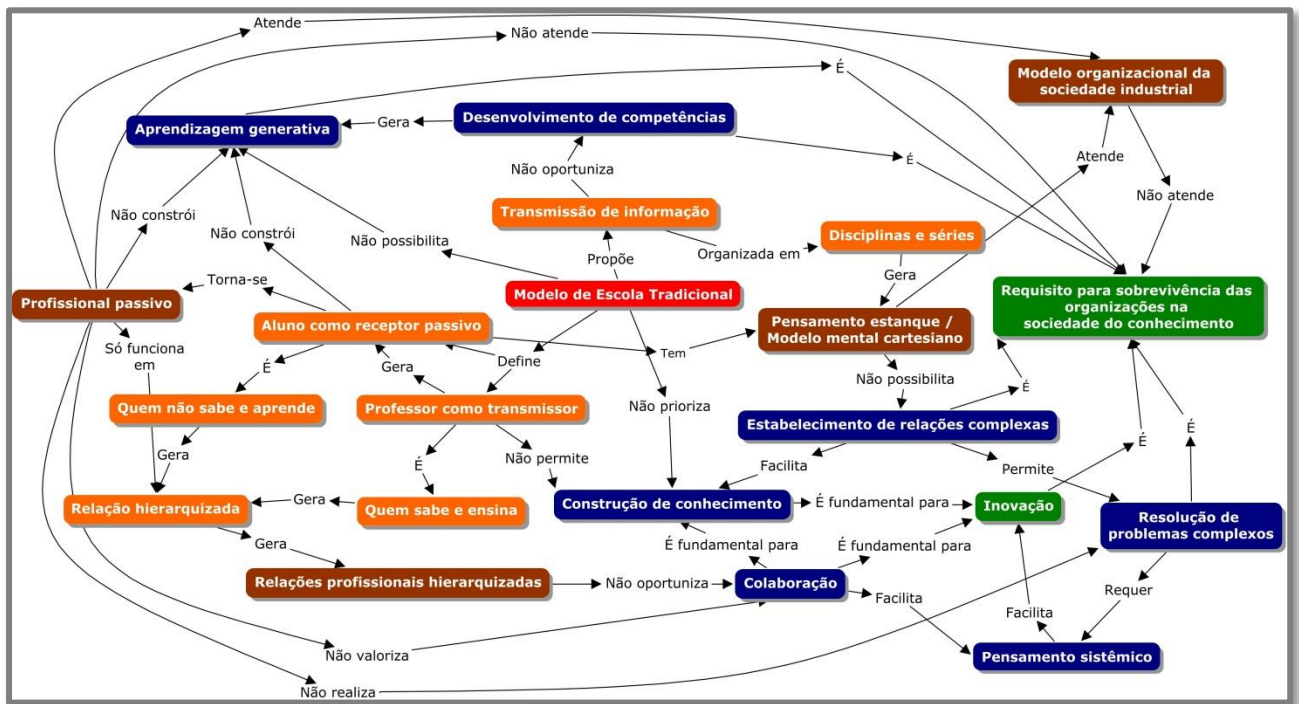 Atende
Não atende
É
Modelo organizacional da
sociedade industrial
Aprendizagem generativa
Gera
Desenvolvimento de competências
Atende
É
Não oportuniza
Não constrói
Transmissão de informação
Não atende
Não constrói
Não possibilita
Disciplinas e séries
Organizada em
Propõe
Gera
Torna-se
Profissional passivo
Modelo de Escola Tradicional
Requisito para sobrevivência das
organizações na
sociedade do conhecimento
Aluno como receptor passivo
Pensamento estanque /
Modelo mental cartesiano
Só funciona
em
Tem
É
Gera
Define
Não possibilita
É
Quem não sabe e aprende
Professor como transmissor
Não prioriza
Estabelecimento de relações complexas
É
É
Gera
Não permite
É
Facilita
Permite
Relação hierarquizada
Gera
Quem sabe e ensina
Construção de conhecimento
É fundamental para
Inovação
Resolução de
problemas complexos
Gera
É fundamental para
É fundamental para
Relações profissionais hierarquizadas
Não oportuniza
Colaboração
Facilita
Facilita
Requer
Não valoriza
Pensamento sistêmico
Não realiza